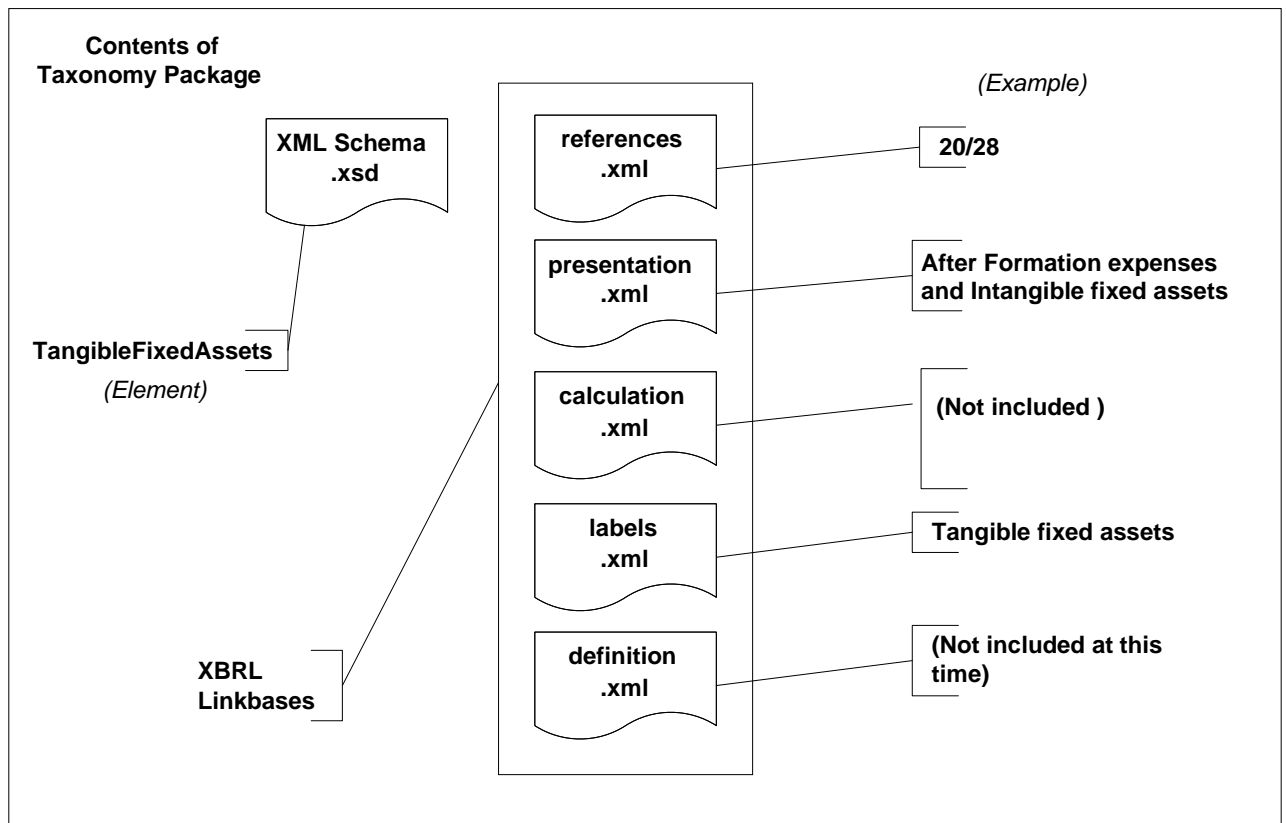 Contents of
Taxonomy Package
(Example)
XML Schema
.xsd
references
.xml
20/28
presentation
.xml
After Formation expenses
and Intangible fixed assets
TangibleFixedAssets
(Element)
calculation
.xml
(Not included )
labels
.xml
Tangible fixed assets
XBRL
Linkbases
definition
.xml
(Not included at this
time)